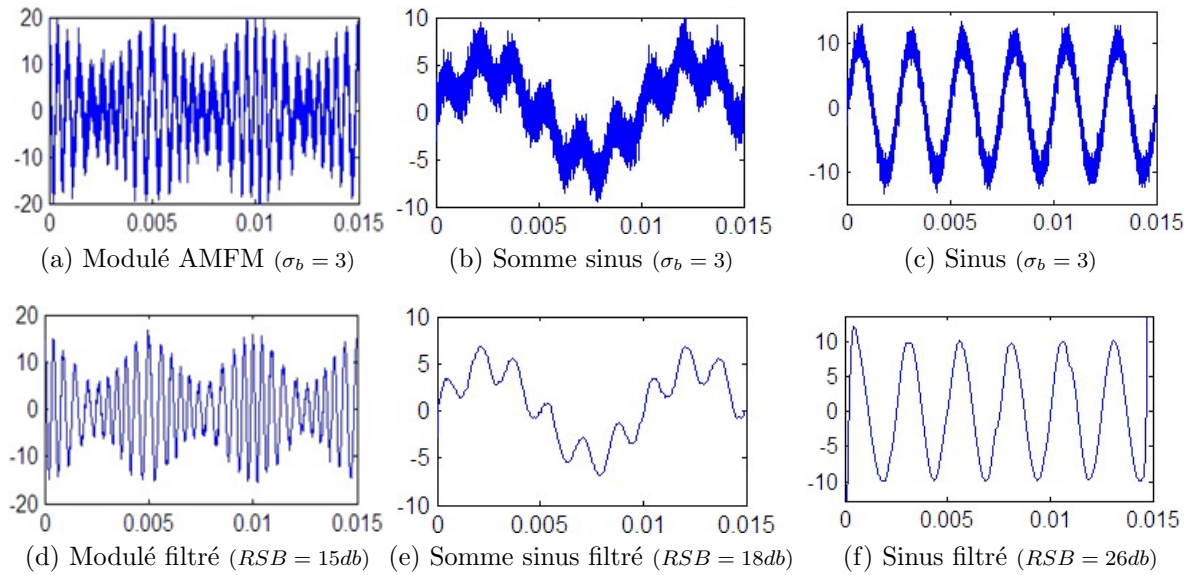 20
10
0
-10
-20
0 0.005 0.01 0.015
(a) Modulé AMFM (σb = 3)
10
5
0
-5
-10
0 0.005 0.01 0.015
(b) Somme sinus (σb = 3)
10
0
-10
0 0.005 0.01 0.015
(c) Sinus (σb = 3)
20
10
0
-10
-20
0 0.005 0.01 0.015
(d) Modulé filtré (RSB = 15db)
10
5
0
-5
10
0 0.005 0.01 0.015
(e) Somme sinus filtré (RSB = 18db)
10
5
0
-5
-10
0 0.005 0.01 0.015
(f) Sinus filtré (RSB = 26db)